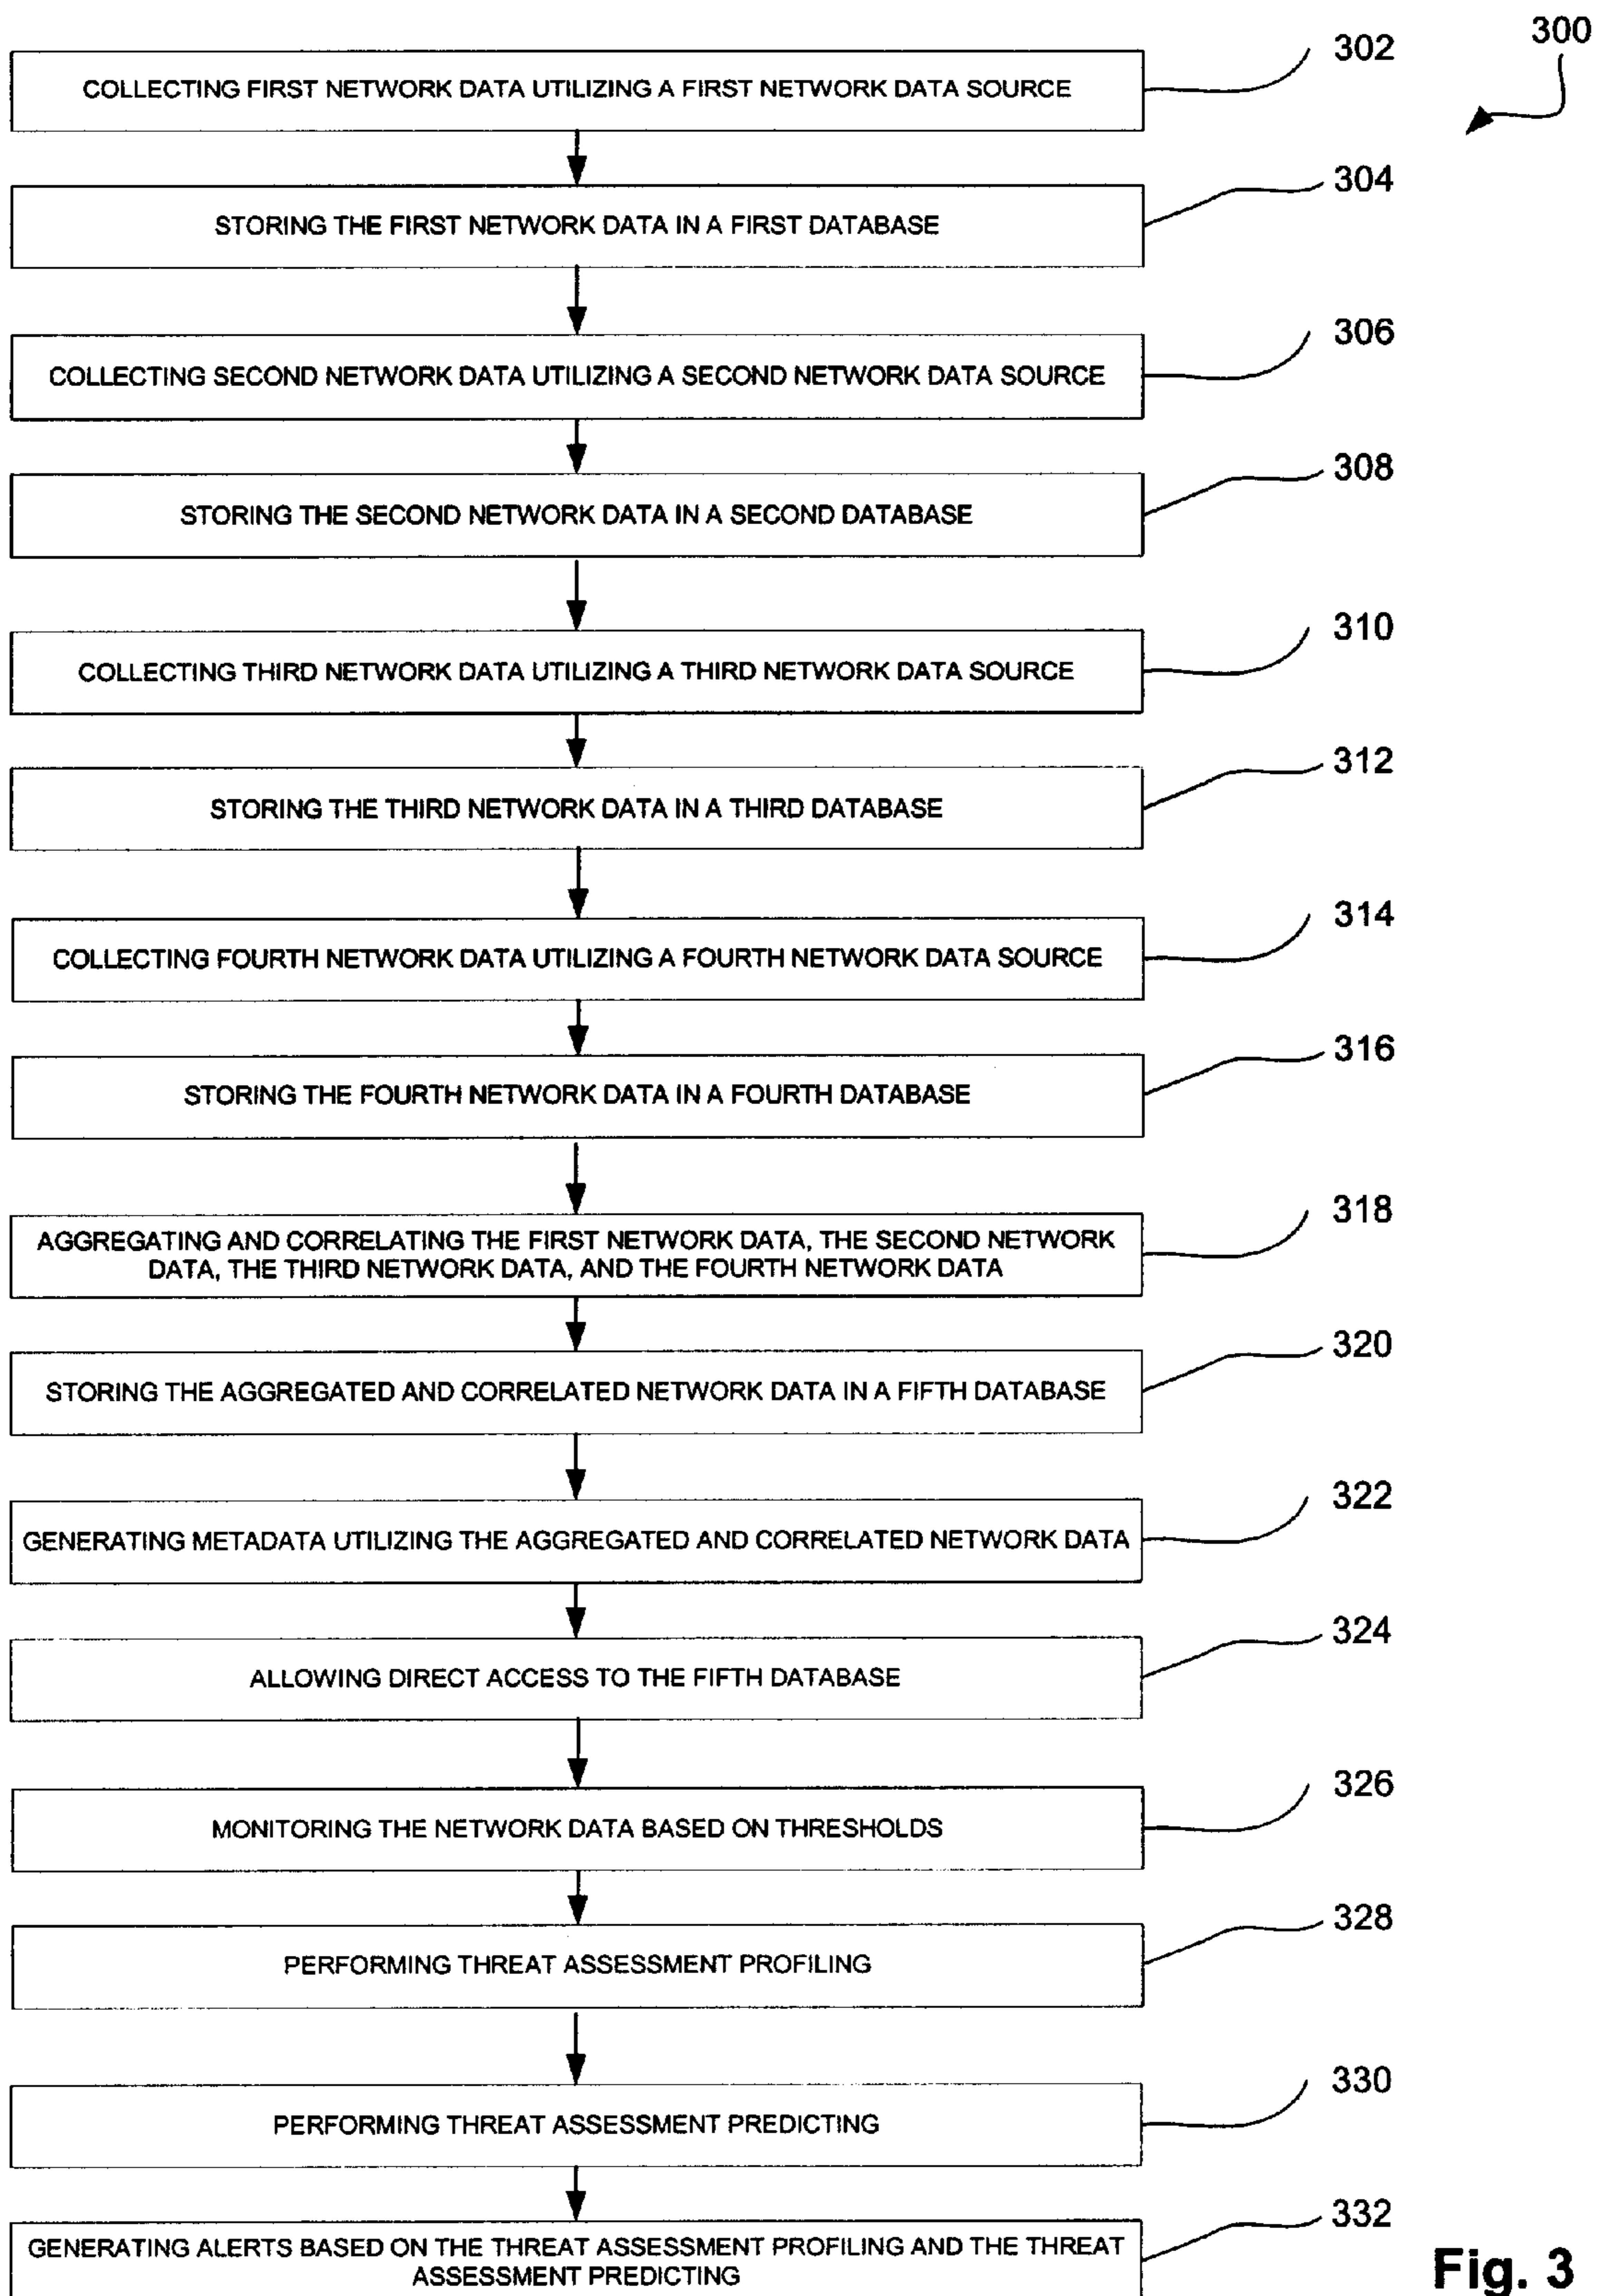 300
COLLECTING FIRST NETWORK DATA UTILIZING A FIRST NETWORK DATA SOURCE
302
STORING THE FIRST NETWORK DATA IN A FIRST DATABASE
304
COLLECTING SECOND NETWORK DATA UTILIZING A SECOND NETWORK DATA SOURCE
306
STORING THE SECOND NETWORK DATA IN A SECOND DATABASE
308
COLLECTING THIRD NETWORK DATA UTILIZING A THIRD NETWORK DATA SOURCE
310
STORING THE THIRD NETWORK DATA IN A THIRD DATABASE
312
COLLECTING FOURTH NETWORK DATA UTILIZING A FOURTH NETWORK DATA SOURCE
314
STORING THE FOURTH NETWORK DATA IN A FOURTH DATABASE
316
AGGREGATING AND CORRELATING THE FIRST NETWORK DATA, THE SECOND NETWORK
DATA, THE THIRD NETWORK DATA, AND THE FOURTH NETWORK DATA
318
STORING THE AGGREGATED AND CORRELATED NETWORK DATA IN A FIFTH DATABASE
320
GENERATING METADATA UTILIZING THE AGGREGATED AND CORRELATED NETWORK DATA
322
ALLOWING DIRECT ACCESS TO THE FIFTH DATABASE
324
MONITORING THE NETWORK DATA BASED ON THRESHOLDS
326
PERFORMING THREAT ASSESSMENT PROFILING
328
PERFORMING THREAT ASSESSMENT PREDICTING
330
GENERATING ALERTS BASED ON THE THREAT ASSESSMENT PROFILING AND THE THREAT
ASSESSMENT PREDICTING
332
Fig. 3